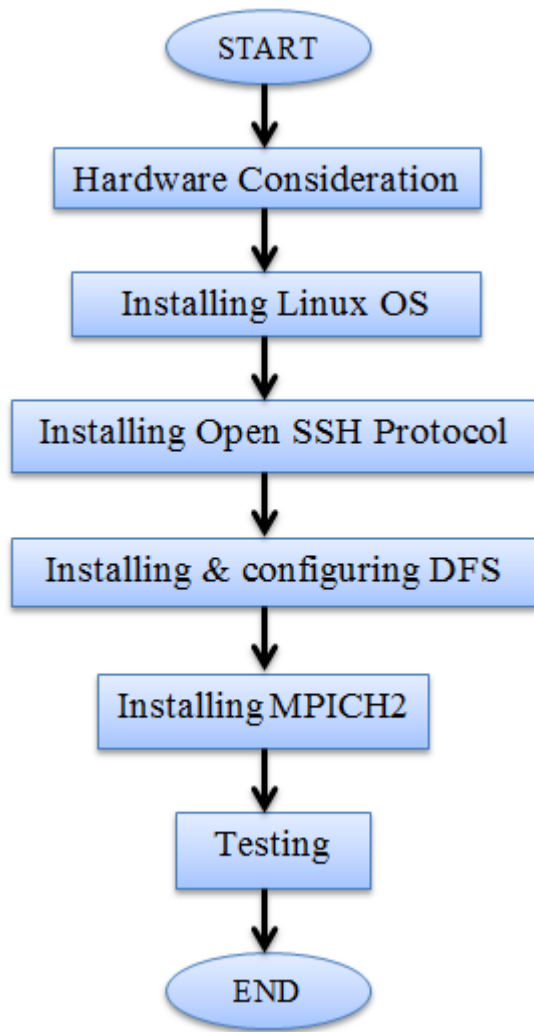 START
Hardware Consideration
Installing Linux OS
Installing Open SSH Protocol
Installing & configuring DFS
Installing MPICH2
Testing
END